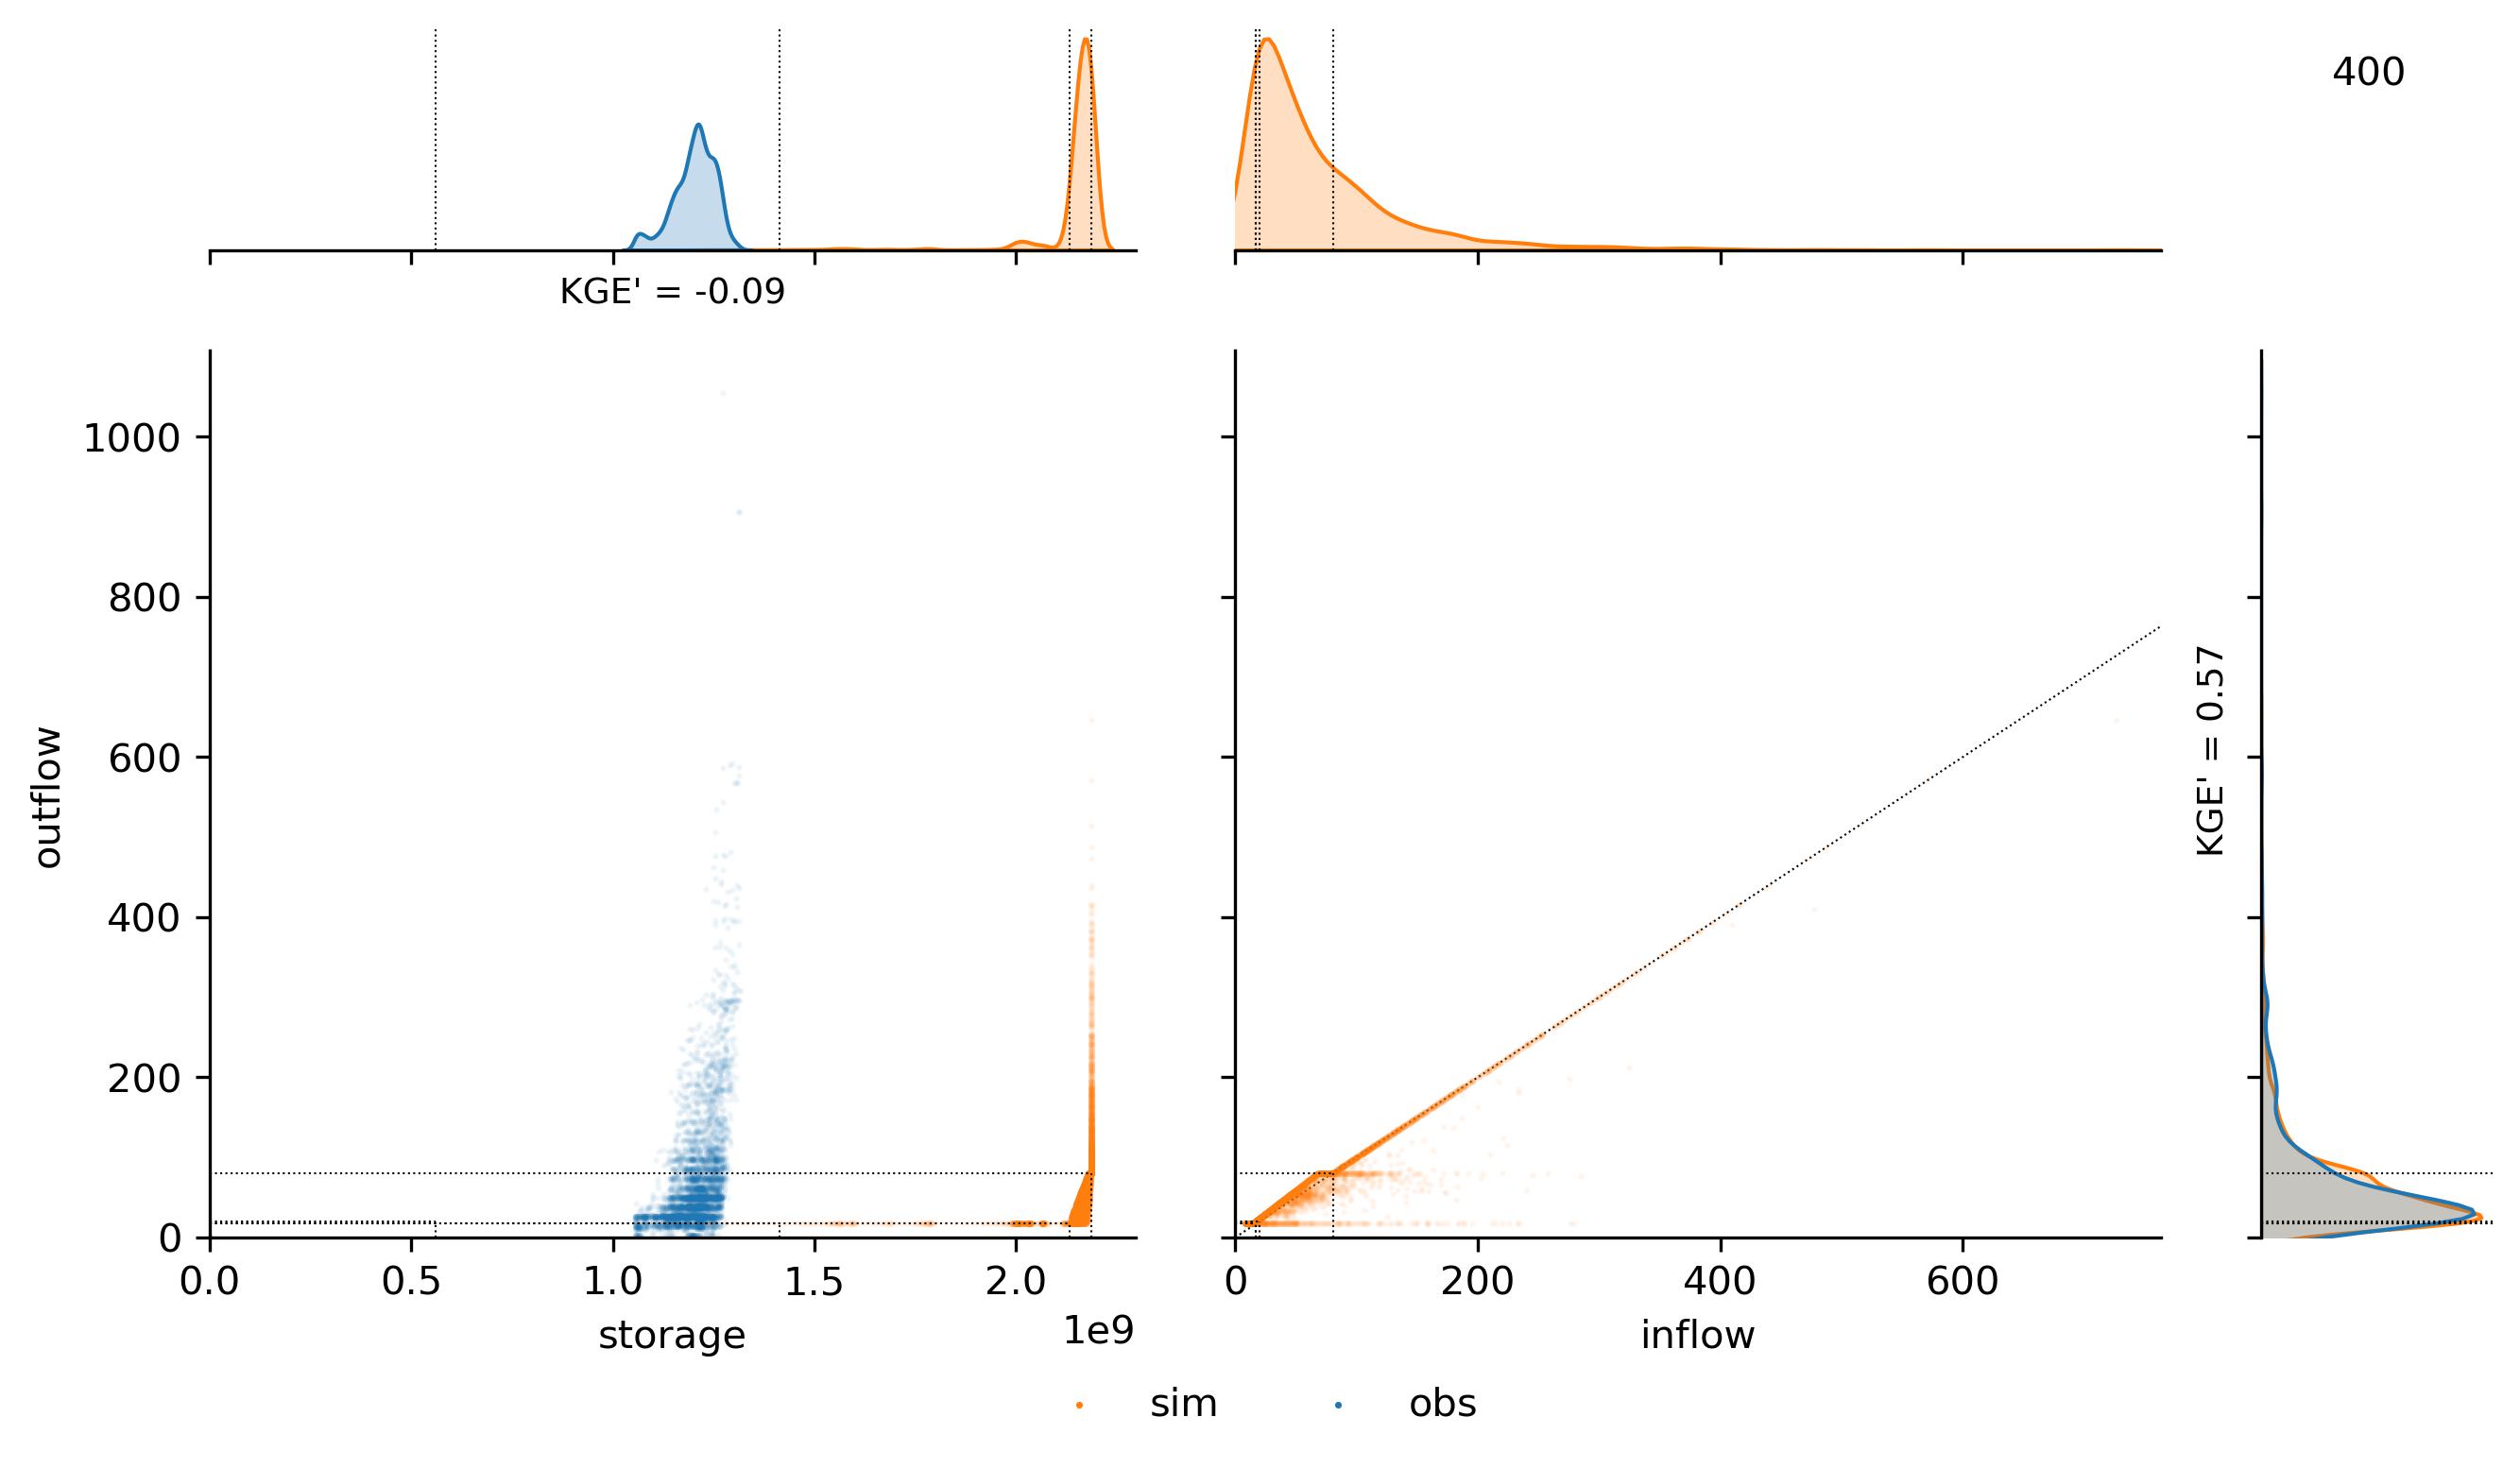 400
KGE' = -0.09
1000
800
600
400
200
0
outflow
KGE' = 0.57
0.0 0.5 1.0 1.5 2.0
0 200 400 600
1e9
storage
inflow
sim obs